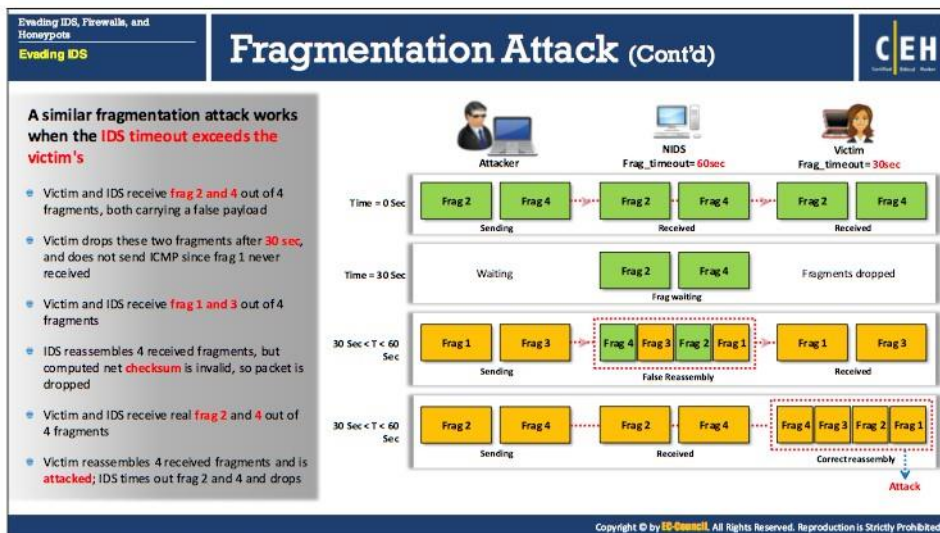 Evading IDS, Firewalls, and
Honeypots
Evading IDS
Fragmentation Attack (Cont'd)
CEH
Certified Ethical Hacker
A similar fragmentation attack works
when the IDS timeout exceeds the
victim's
Victim and IDS receive frag 2 and 4 out of 4
fragments, both carrying a false payload
Victim drops these two fragments after 30 sec,
and does not send ICMP since frag 1 never
received
Victim and IDS receive frag 1 and 3 out of 4
fragments
IDS reassembles 4 received fragments, but
computed net checksum is invalid, so packet is
dropped
Victim and IDS receive real frag 2 and 4 out of
4 fragments
Victim reassembles 4 received fragments and is
attacked; IDS times out frag 2 and 4 and drops
Attacker
NIDS
Frag_timeout= 60sec
Victim
Frag_timeout= 30sec
Time = 0 Sec
Frag 2 Frag 4 Frag 2 Frag 4 Frag 2 Frag 4
Sending Received Received
Time = 30 Sec
Waiting Frag 2 Frag 4 Fragments dropped
Frag waiting
30 Sec < T < 60
Sec
Frag 1 Frag 3 Frag 4 Frag 3 Frag 2 Frag 1 Frag 1 Frag 3
Sending False Reassembly Received
30 Sec < T < 60
Sec
Frag 2 Frag 4 Frag 2 Frag 4 Frag 4 Frag 3 Frag 2 Frag 1
Sending Received Correct reassembly
Attack
Copyright © by EC-Council. All Rights Reserved. Reproduction is Strictly Prohibited